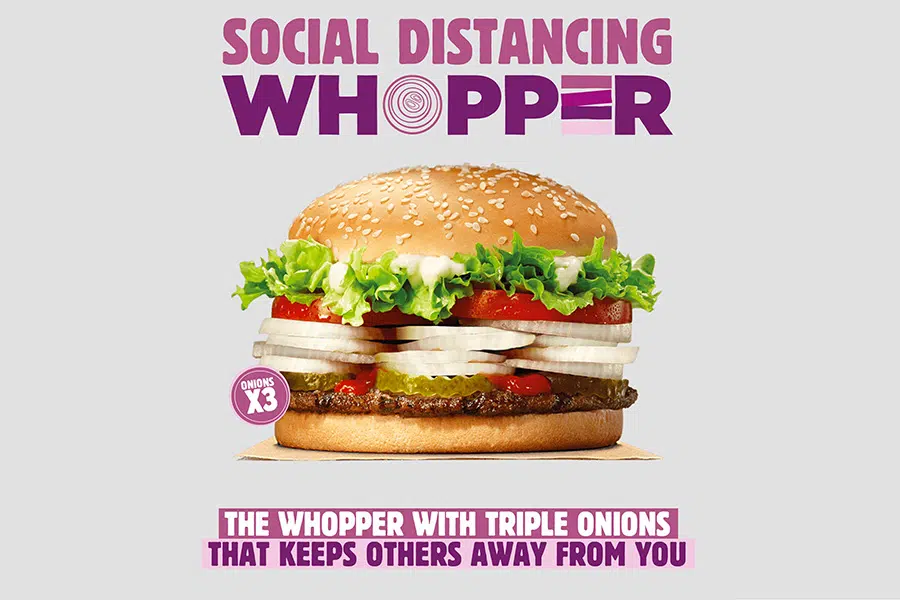 SOCIAL DISTANCING
WHOPPER
ONIONS
X3
THE WHOPPER WITH TRIPLE ONIONS
THAT KEEPS OTHERS AWAY FROM YOU